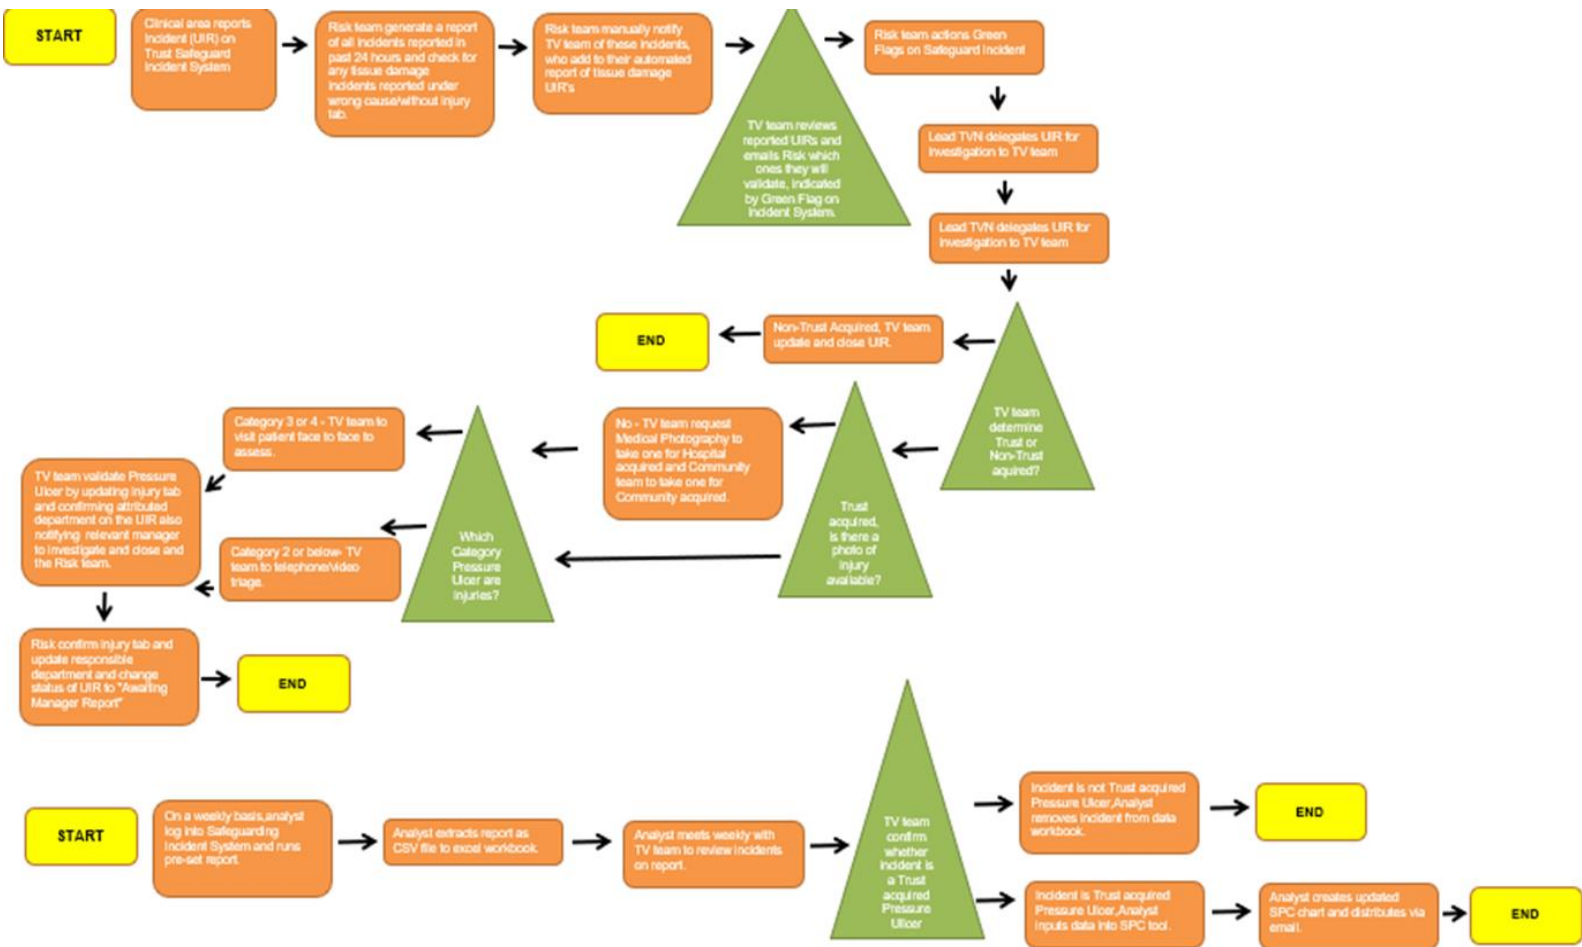 START
Clinical area reports
Incident (UIR) on
Trust Safeguard
Incident System
Risk team generate a report
of all incidents reported in
past 24 hours and check for
any tissue damage
incidents reported under
wrong cause/without injury
tab.
Risk team manually notify
TV team of these incidents,
who add to their automated
report of tissue damage
UIR's
TV team reviews
reported UIRs and
emails Risk which
ones they will
validate, indicated
by Green Flag on
Incident System.
Risk team actions Green
Flags on Safeguard Incident
Lead TVN delegates UIR for
investigation to TV team
Lead TVN delegates UIR for
investigation to TV team
TV team
determine
Trust or
Non-Trust
aquired?
Non-Trust Acquired, TV team
update and close UIR.
END
Trust
acquired,
is there a
photo of
injury
available?
No - TV team request
Medical Photography to
take one for Hospital
acquired and Community
team to take one for
Community acquired.
Which
Category
Pressure
Ulcer are
injuries?
Category 3 or 4 - TV team to
visit patient face to face to
assess.
Category 2 or below- TV
team to telephone/video
triage.
TV team validate Pressure
Ulcer by updating injury tab
and confirming attributed
department on the UIR also
notifying relevant manager
to investigate and close and
the Risk team.
Risk confirm injury tab and
update responsible
department and change
status of UIR to "Awaiting
Manager Report"
END
START
On a weekly basis,analyst
log into Safeguarding
Incident System and runs
pre-set report.
Analyst extracts report as
CSV file to excel workbook.
Analyst meets weekly with
TV team to review incidents
on report.
TV team
confirm
whether
incident is
a Trust
acquired
Pressure
Ulcer
Incident is not Trust acquired
Pressure Ulcer,Analyst
removes incident from data
workbook.
END
Incident is Trust acquired
Pressure Ulcer,Analyst
inputs data into SPC tool.
Analyst creates updated
SPC chart and distributes via
email.
END